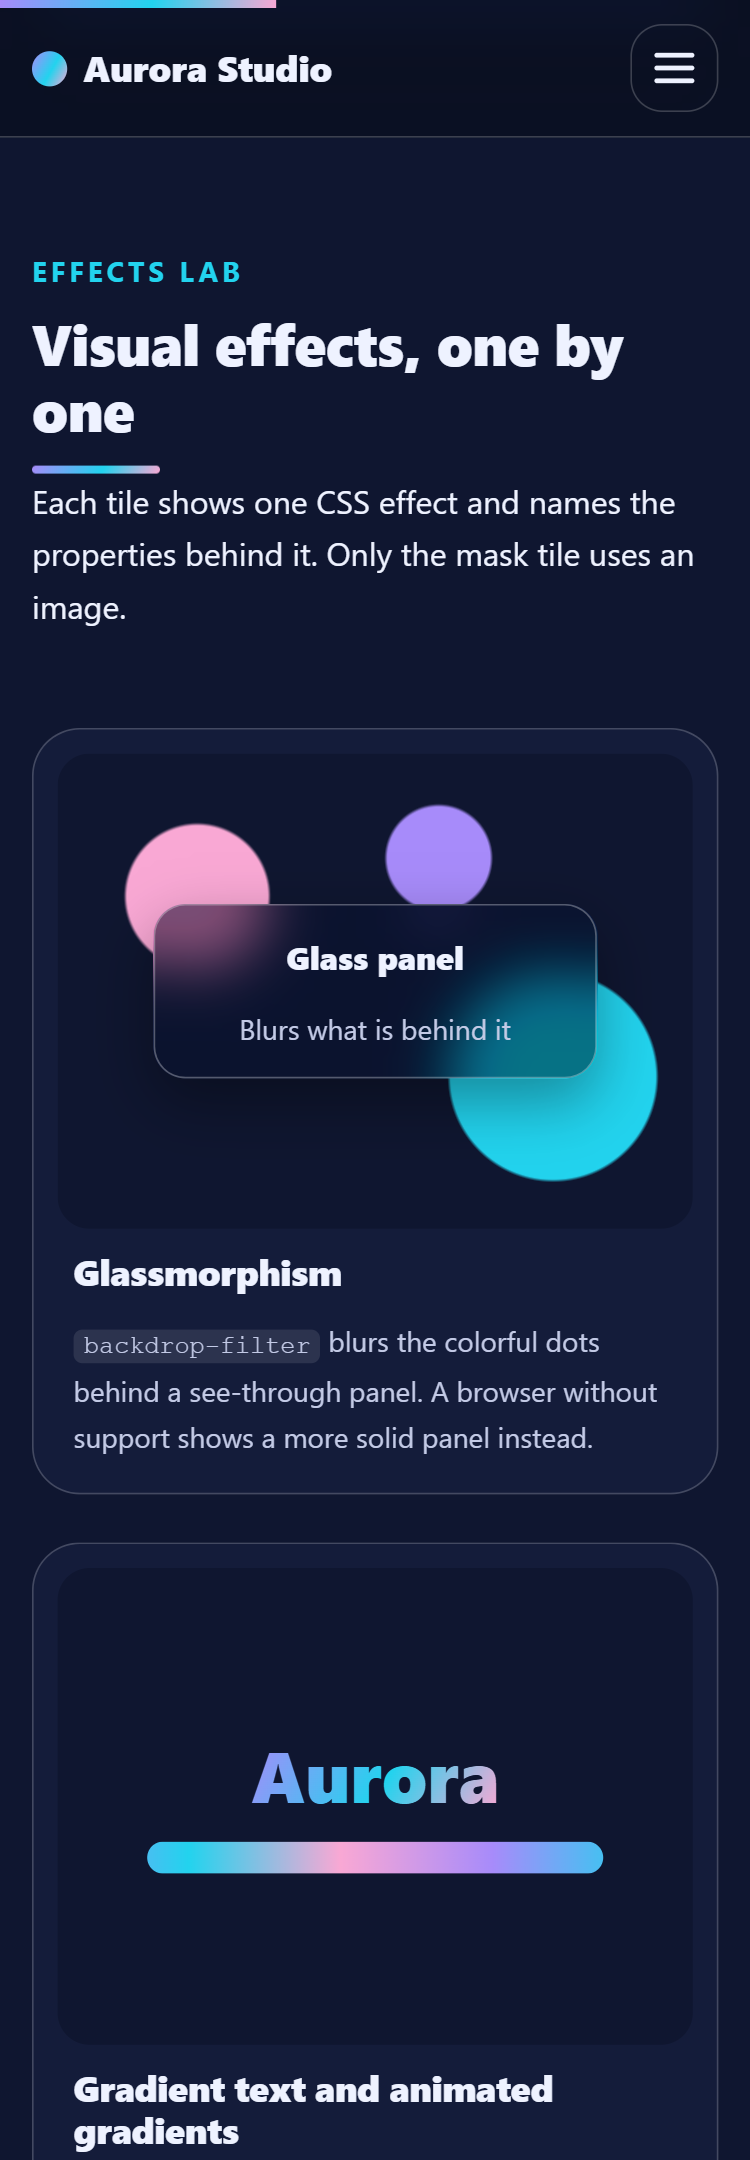 Aurora Studio
EFFECTS LAB
Visual effects, one by
one
Each tile shows one CSS effect and names the
properties behind it. Only the mask tile uses an
image.
Glass panel
Blurs what is behind it
Glassmorphism
backdrop-filter blurs the colorful dots
behind a see-through panel. A browser without
support shows a more solid panel instead.
Aurora
Gradient text and animated
gradients